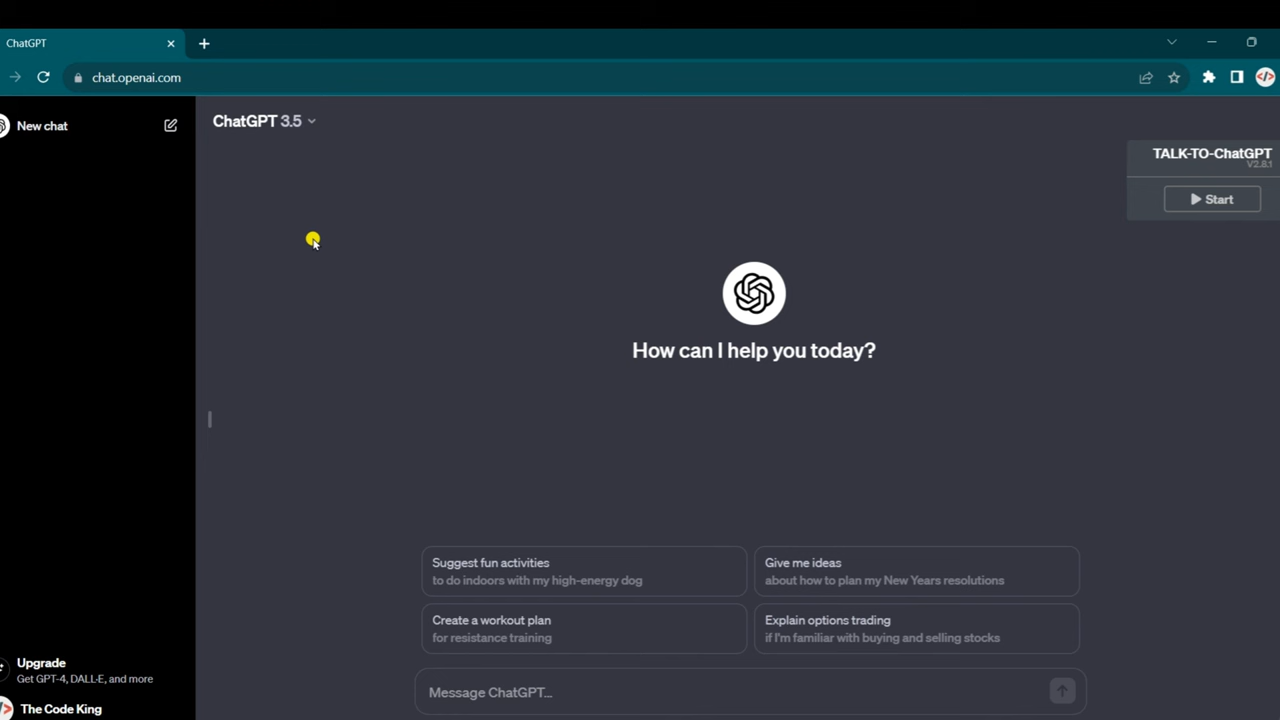 ChatGPT
chat.openai.com
New chat
ChatGPT 3.5
TALK-TO-ChatGPT
V2.8.1
Start
How can I help you today?
Suggest fun activities
to do indoors with my high-energy dog
Give me ideas
about how to plan my New Years resolutions
Create a workout plan
for resistance training
Explain options trading
if I'm familiar with buying and selling stocks
Upgrade
Get GPT-4, DALL·E, and more
Message ChatGPT...
The Code King